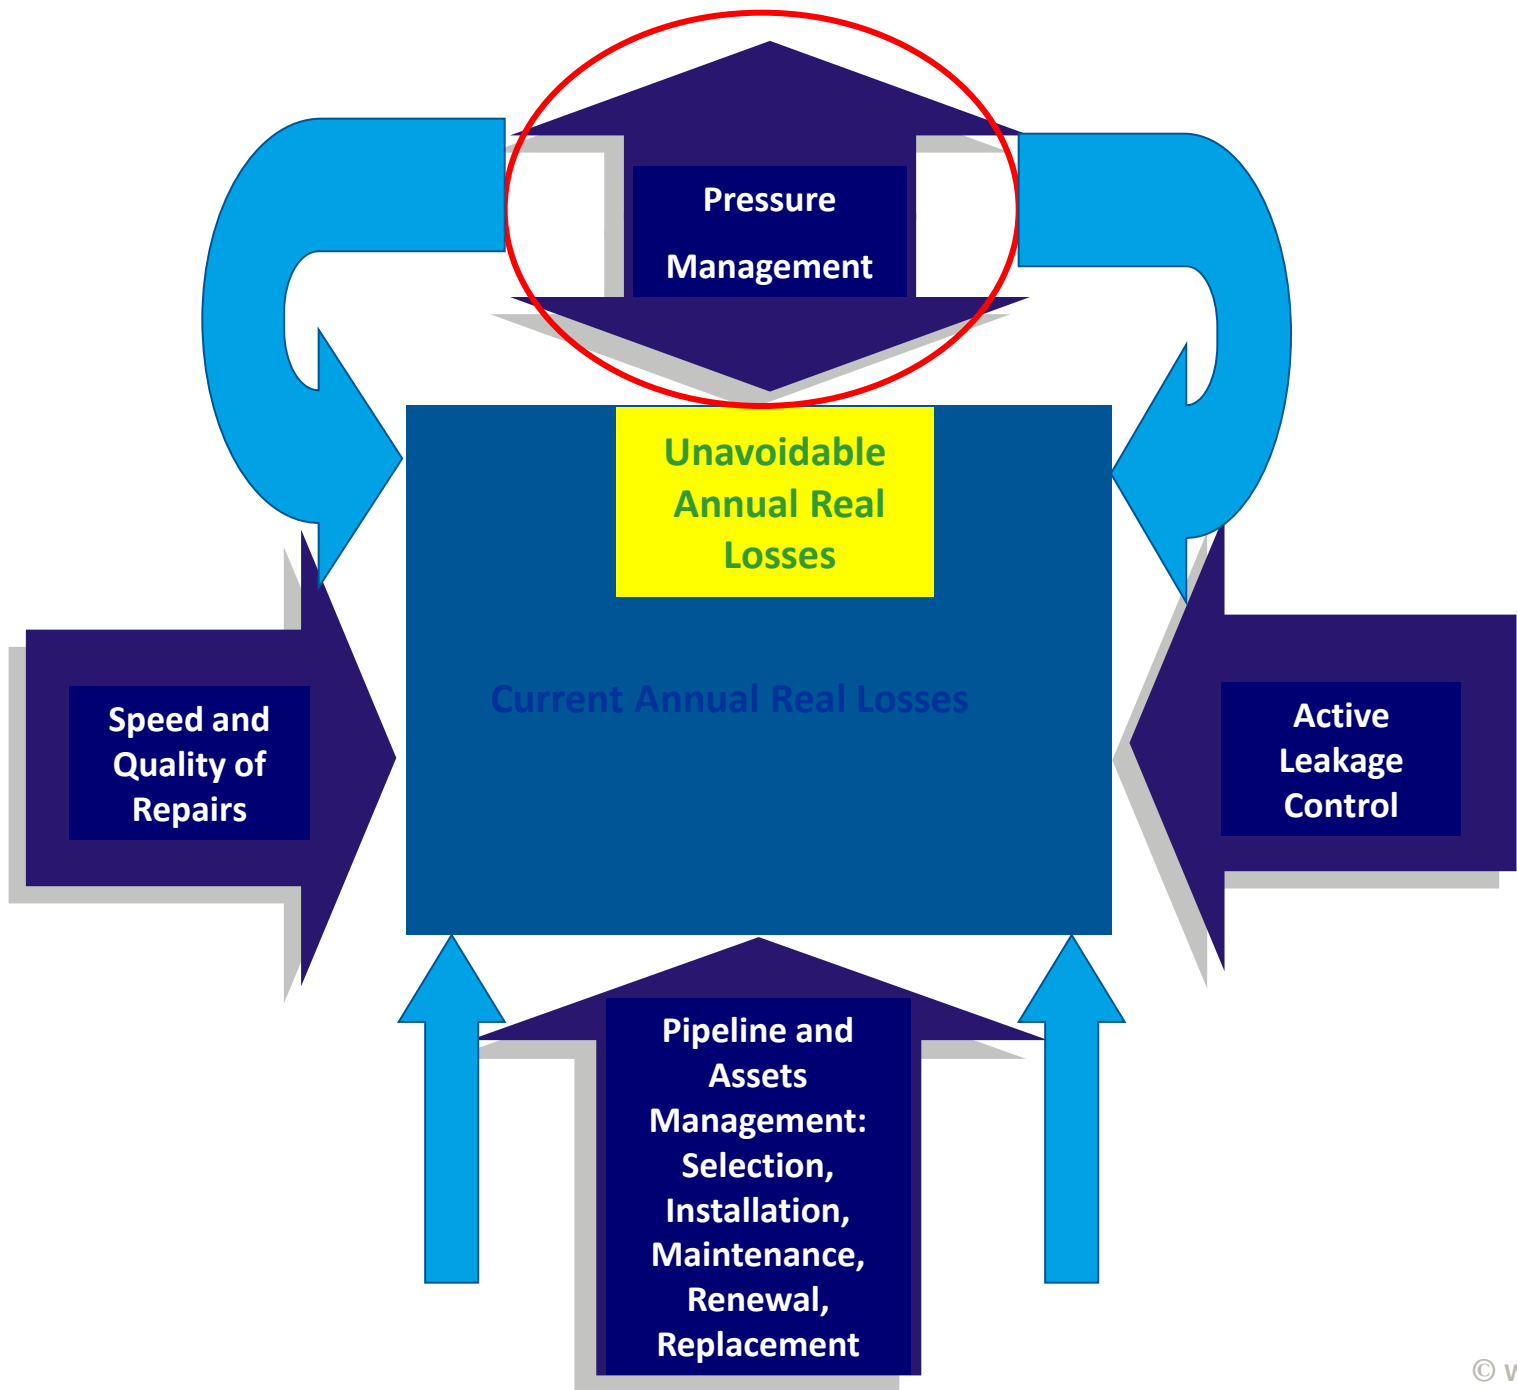 Pressure
Management
Unavoidable
Annual Real
Losses
Current Annual Real Losses
Speed and
Quality of
Repairs
Active
Leakage
Control
Pipeline and
Assets
Management:
Selection,
Installation,
Maintenance,
Renewal,
Replacement
©